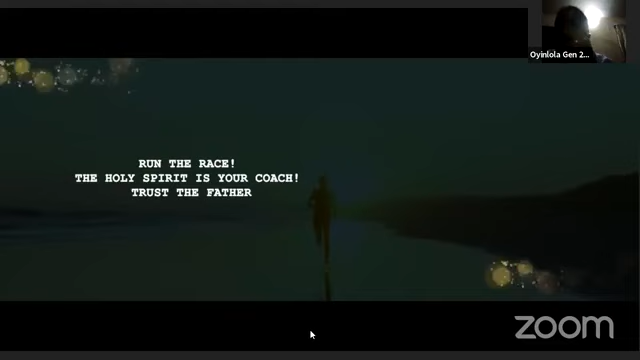 Oyinlola Gen 2...
RUN THE RACE!
THE HOLY SPIRIT IS YOUR COACH!
TRUST THE FATHER
zoom